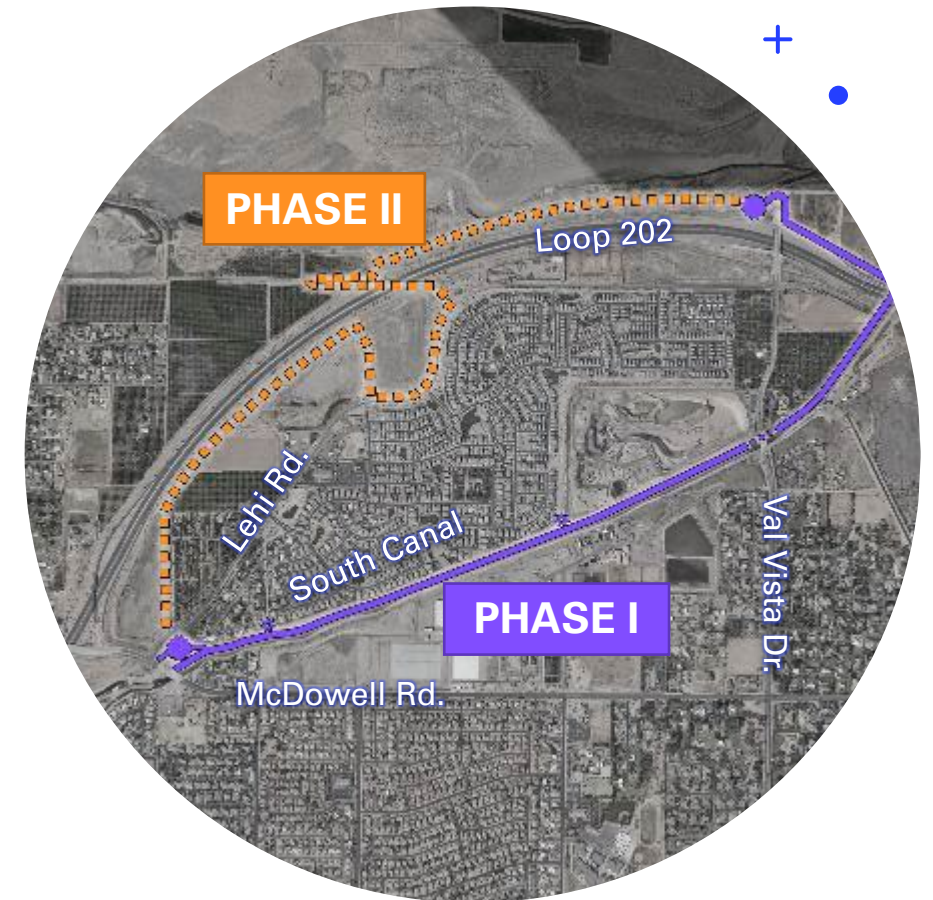 PHASE II
Loop 202
Lehi Rd.
South Canal
Val Vista Dr.
PHASE I
McDowell Rd.